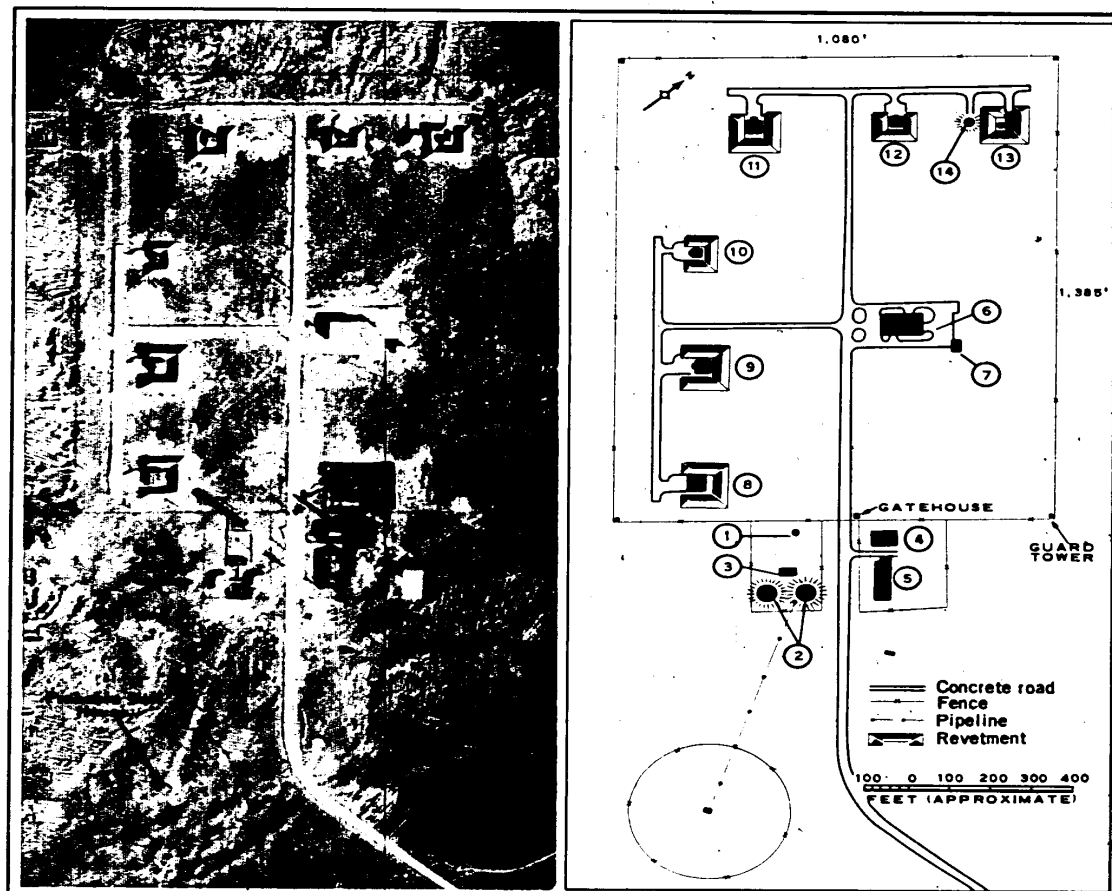 1,080'
N
11
12
14
13
10
1,385'
6
9
7
8
GATEHOUSE
1
4
GUARD
TOWER
3
5
2
Concrete road
Fence
Pipeline
Revetment
100 0 100 200 300 400
FEET (APPROXIMATE)